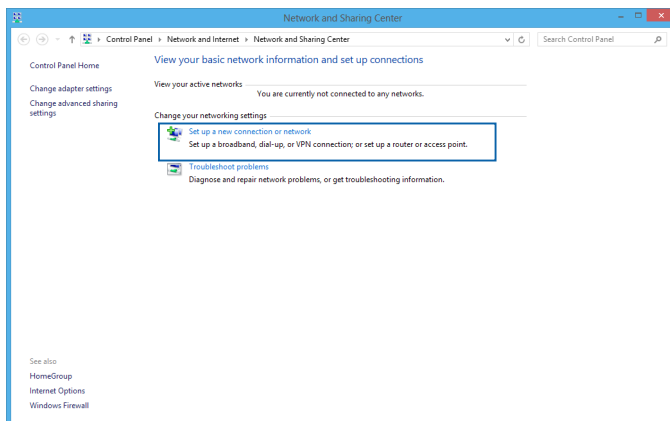 Network and Sharing Center
Control Panel Network and Internet Network and Sharing Center
Search Control Panel
Control Panel Home
Change adapter settings
Change advanced sharing
settings
View your basic network information and set up connections
View your active networks
You are currently not connected to any networks.
Change your networking settings
Set up a new connection or network
Set up a broadband, dial-up, or VPN connection; or set up a router or access point.
Troubleshoot problems
Diagnose and repair network problems, or get troubleshooting information.
See also
HomeGroup
Internet Options
Windows Firewall